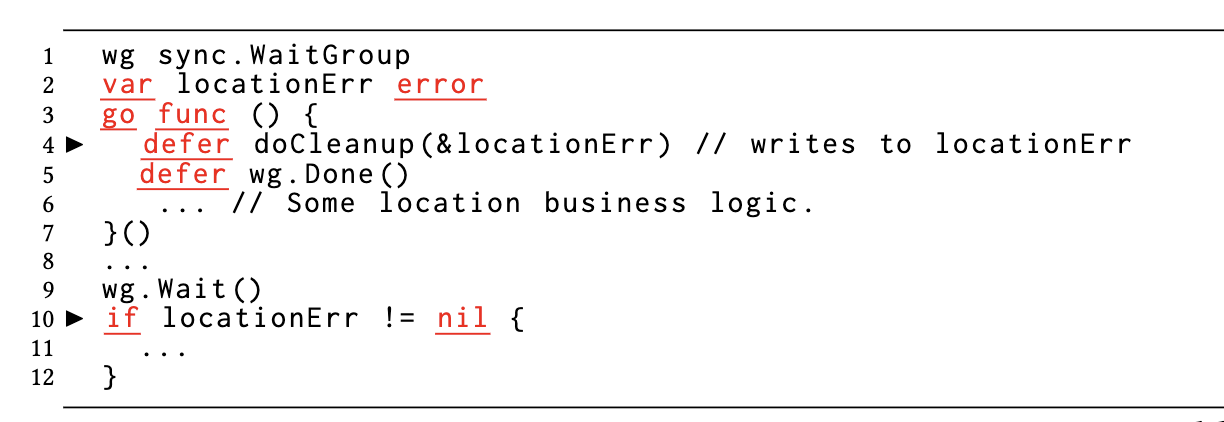 1 wg sync.WaitGroup
2 var locationErr error
3 go func () {
4 ▶ defer doCleanup(&locationErr) // writes to locationErr
5 defer wg.Done()
6 ... // Some location business logic.
7 }()
8 ...
9 wg.Wait()
10 ▶ if locationErr != nil {
11 ...
12 }